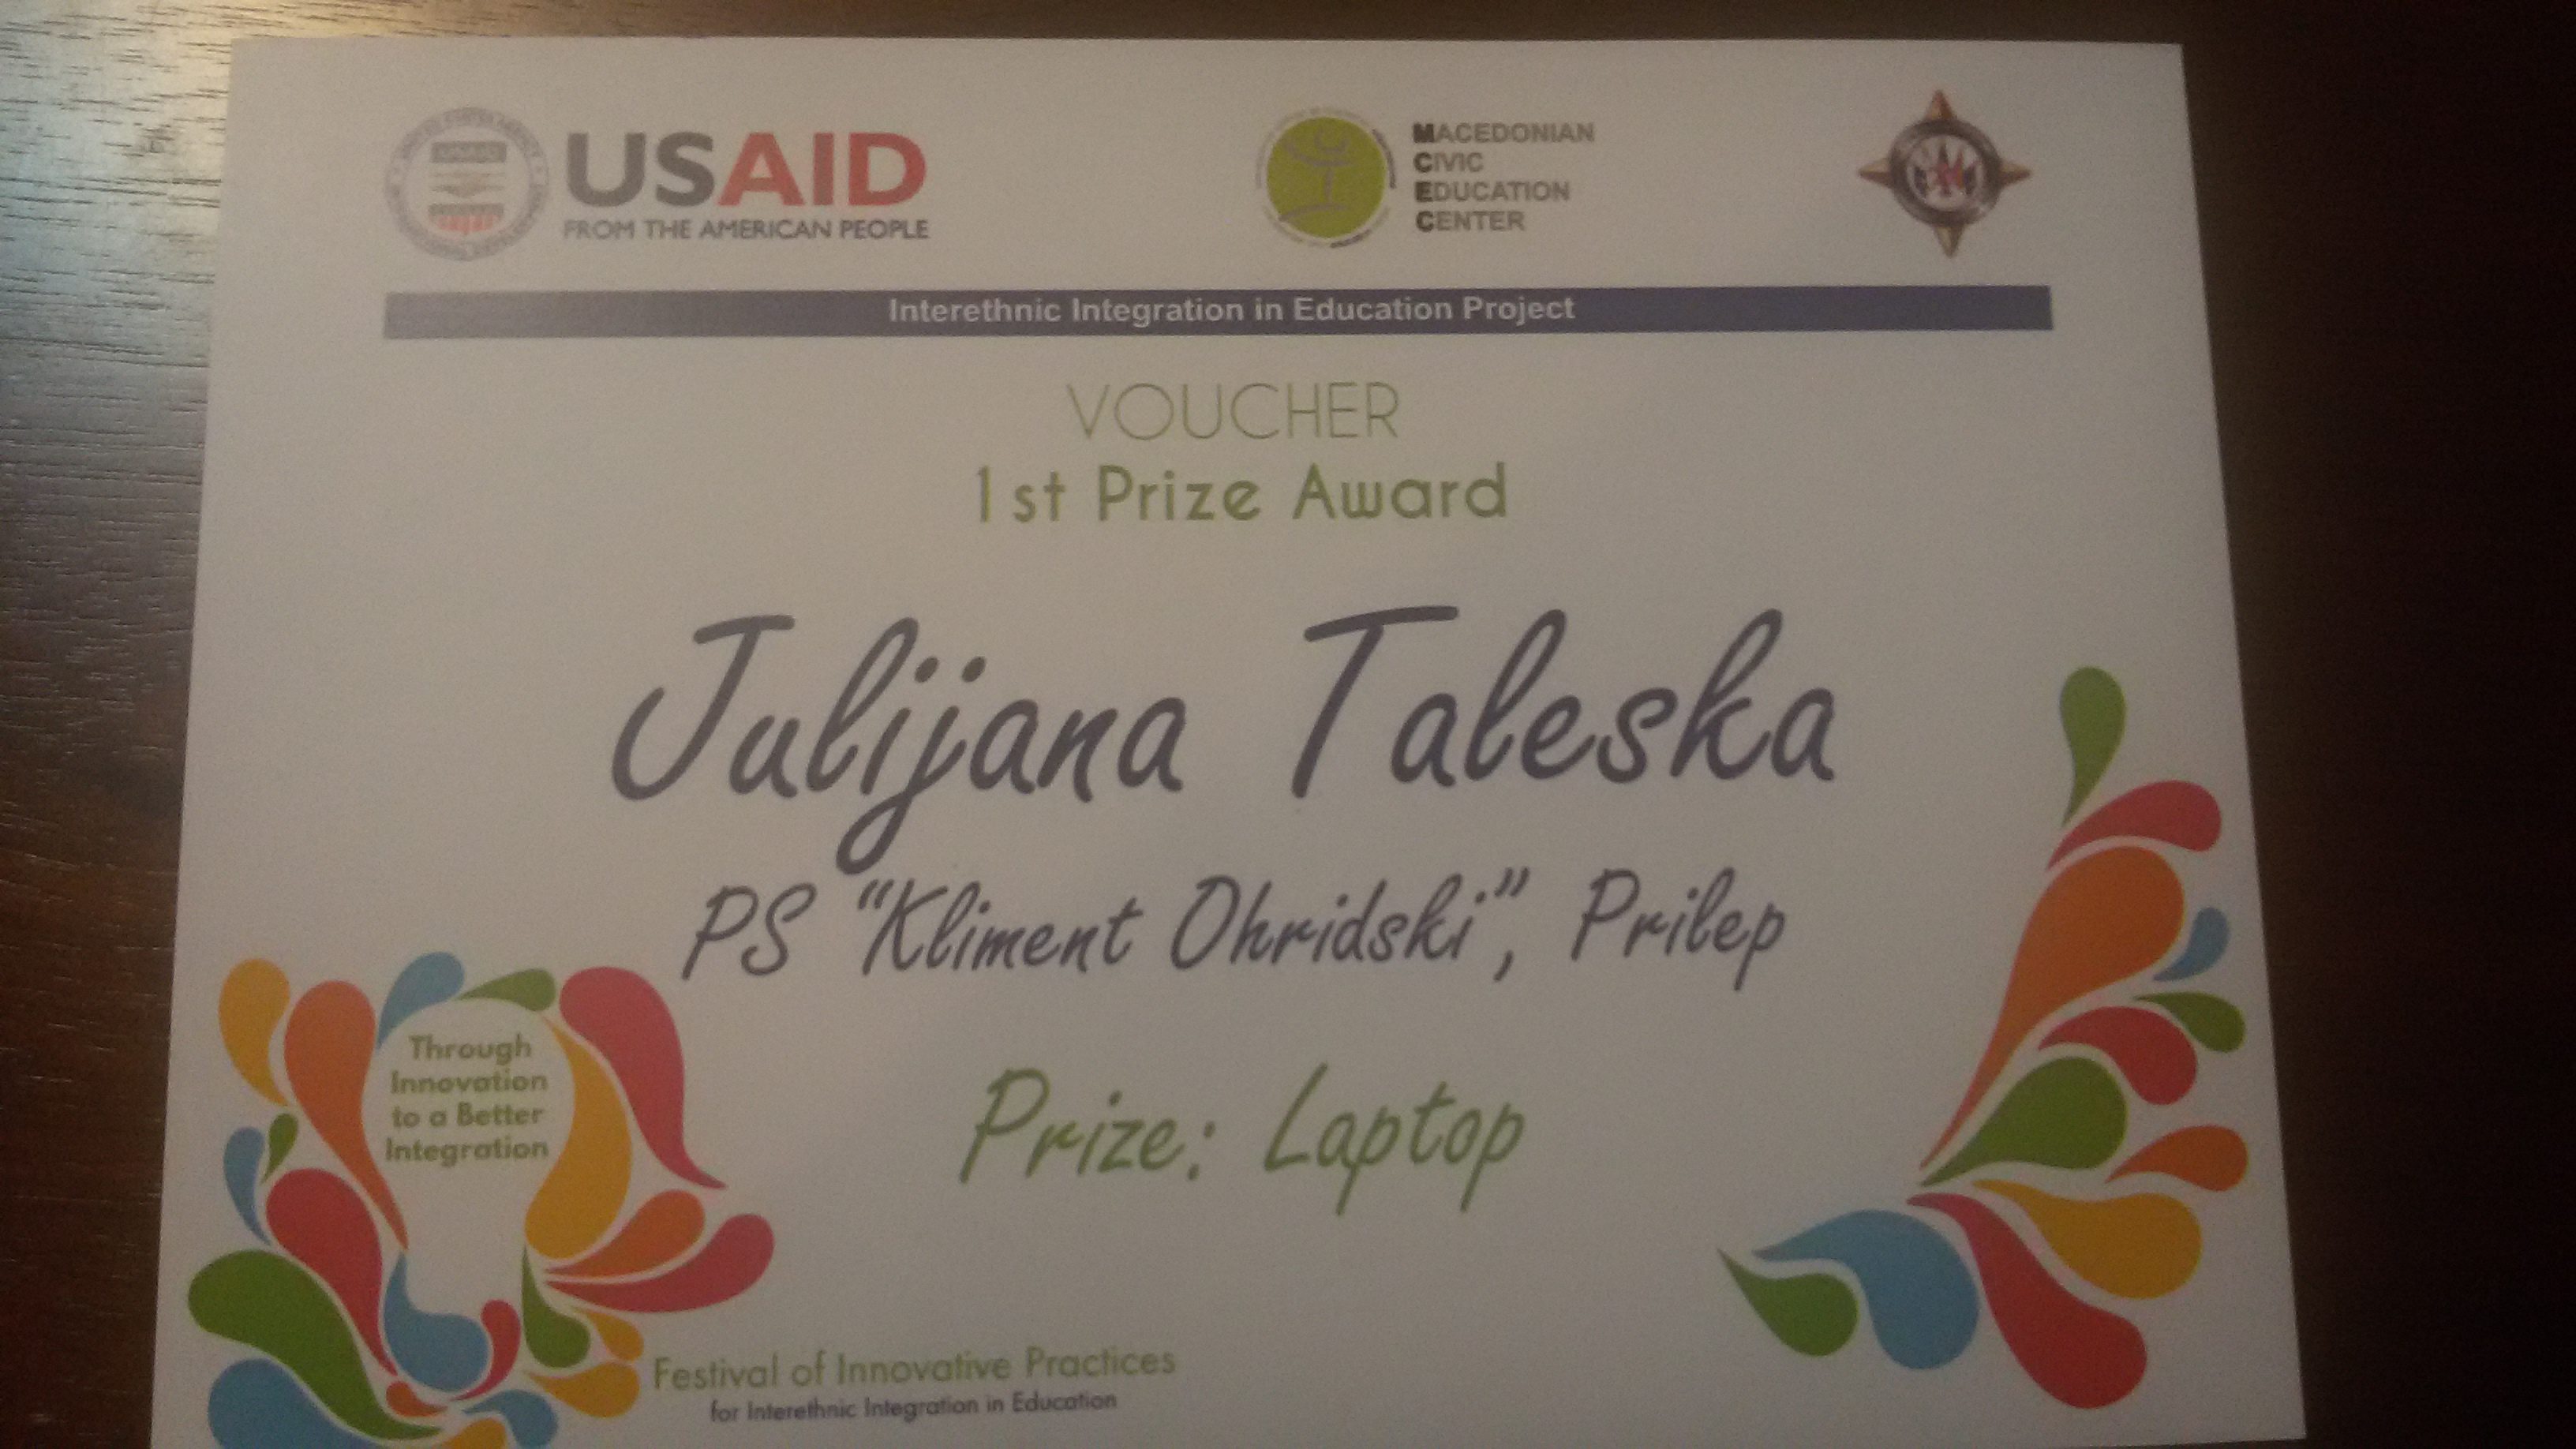 USAID
FROM THE AMERICAN PEOPLE
MACEDONIAN
CIVIC
EDUCATION
CENTER
Interethnic Integration in Education Project
VOUCHER
1st Prize Award
Julijana Taleska
PS "Kliment Ohridski", Prilep
Prize: Laptop
Through
Innovation
to a Better
Integration
Festival of Innovative Practices
for Interethnic Integration in Education